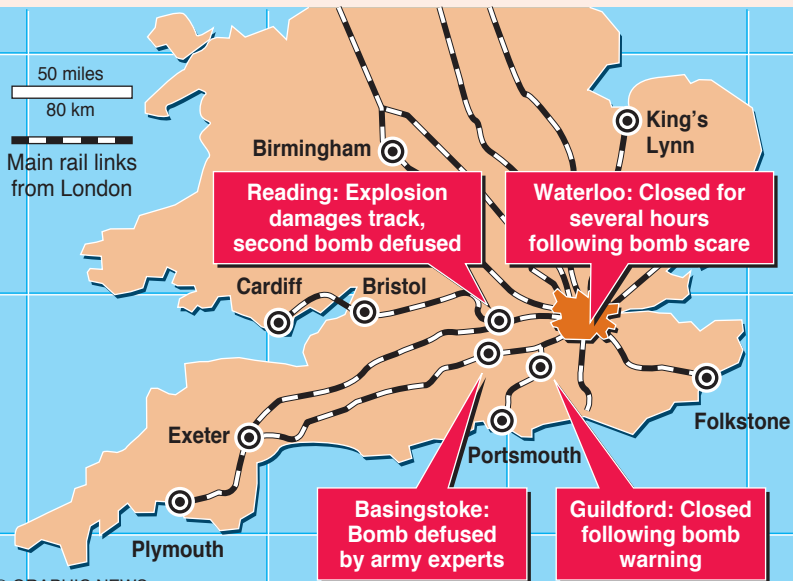 50 miles
80 km
Main rail links
from London
Birmingham
King's
Lynn
Reading: Explosion
damages track,
second bomb defused
Waterloo: Closed for
several hours
following bomb scare
Cardiff
Bristol
Exeter
Folkstone
Portsmouth
Plymouth
Basingstoke:
Bomb defused
by army experts
Guildford: Closed
following bomb
warning
© GRAPHIC NEWS